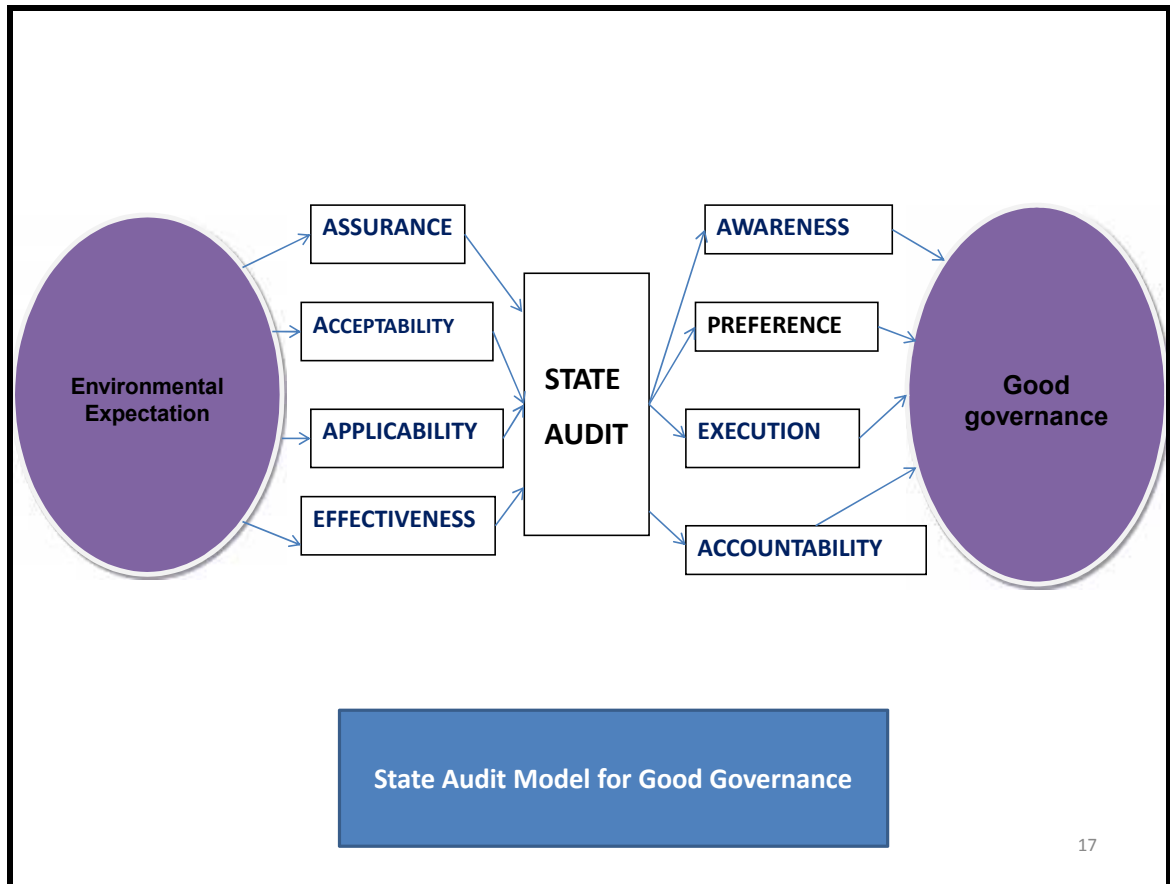 Environmental
Expectation
ASSURANCE
ACCEPTABILITY
APPLICABILITY
EFFECTIVENESS
STATE
AUDIT
AWARENESS
PREFERENCE
EXECUTION
ACCOUNTABILITY
Good
governance
State Audit Model for Good Governance
17